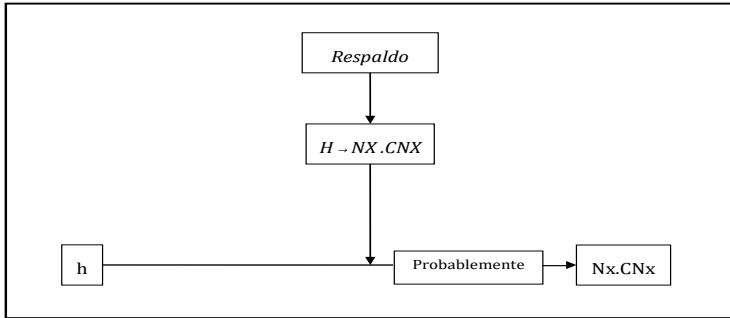 Respaldo
H → NX .CNX
h
Probablemente
Nx.CNx